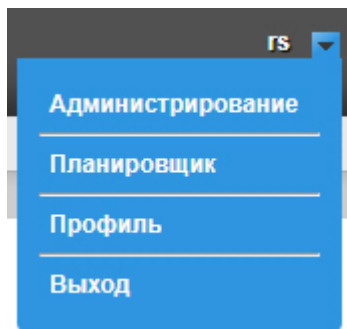 rs
Администрирование
Планировщик
Профиль
Выход